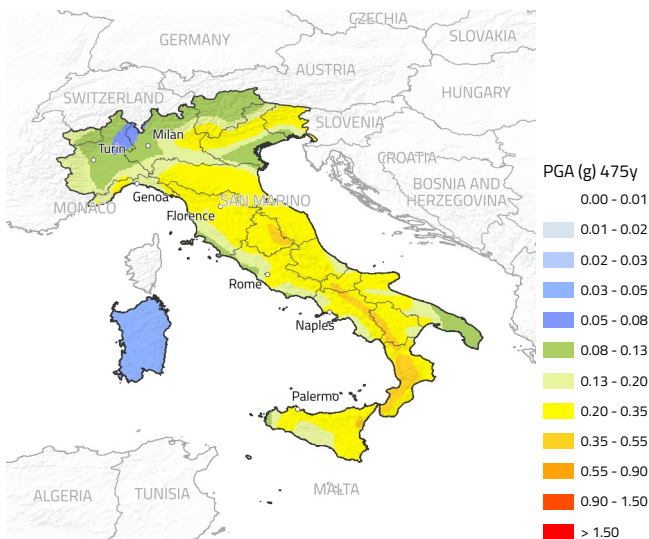 CZECHIA
GERMANY
SLOVAKIA
AUSTRIA
HUNGARY
SWITZERLAND
SLOVENIA
Milan
Turin
CROATIA
BOSNIA AND
HERZEGOVINA
Genoa
SAN MARINO
MONACO
Florence
Rome
Naples
Palermo
ALGERIA
TUNISIA
MALTA
PGA (g) 475y
0.00 - 0.01
0.01 - 0.02
0.02 - 0.03
0.03 - 0.05
0.05 - 0.08
0.08 - 0.13
0.13 - 0.20
0.20 - 0.35
0.35 - 0.55
0.55 - 0.90
0.90 - 1.50
> 1.50